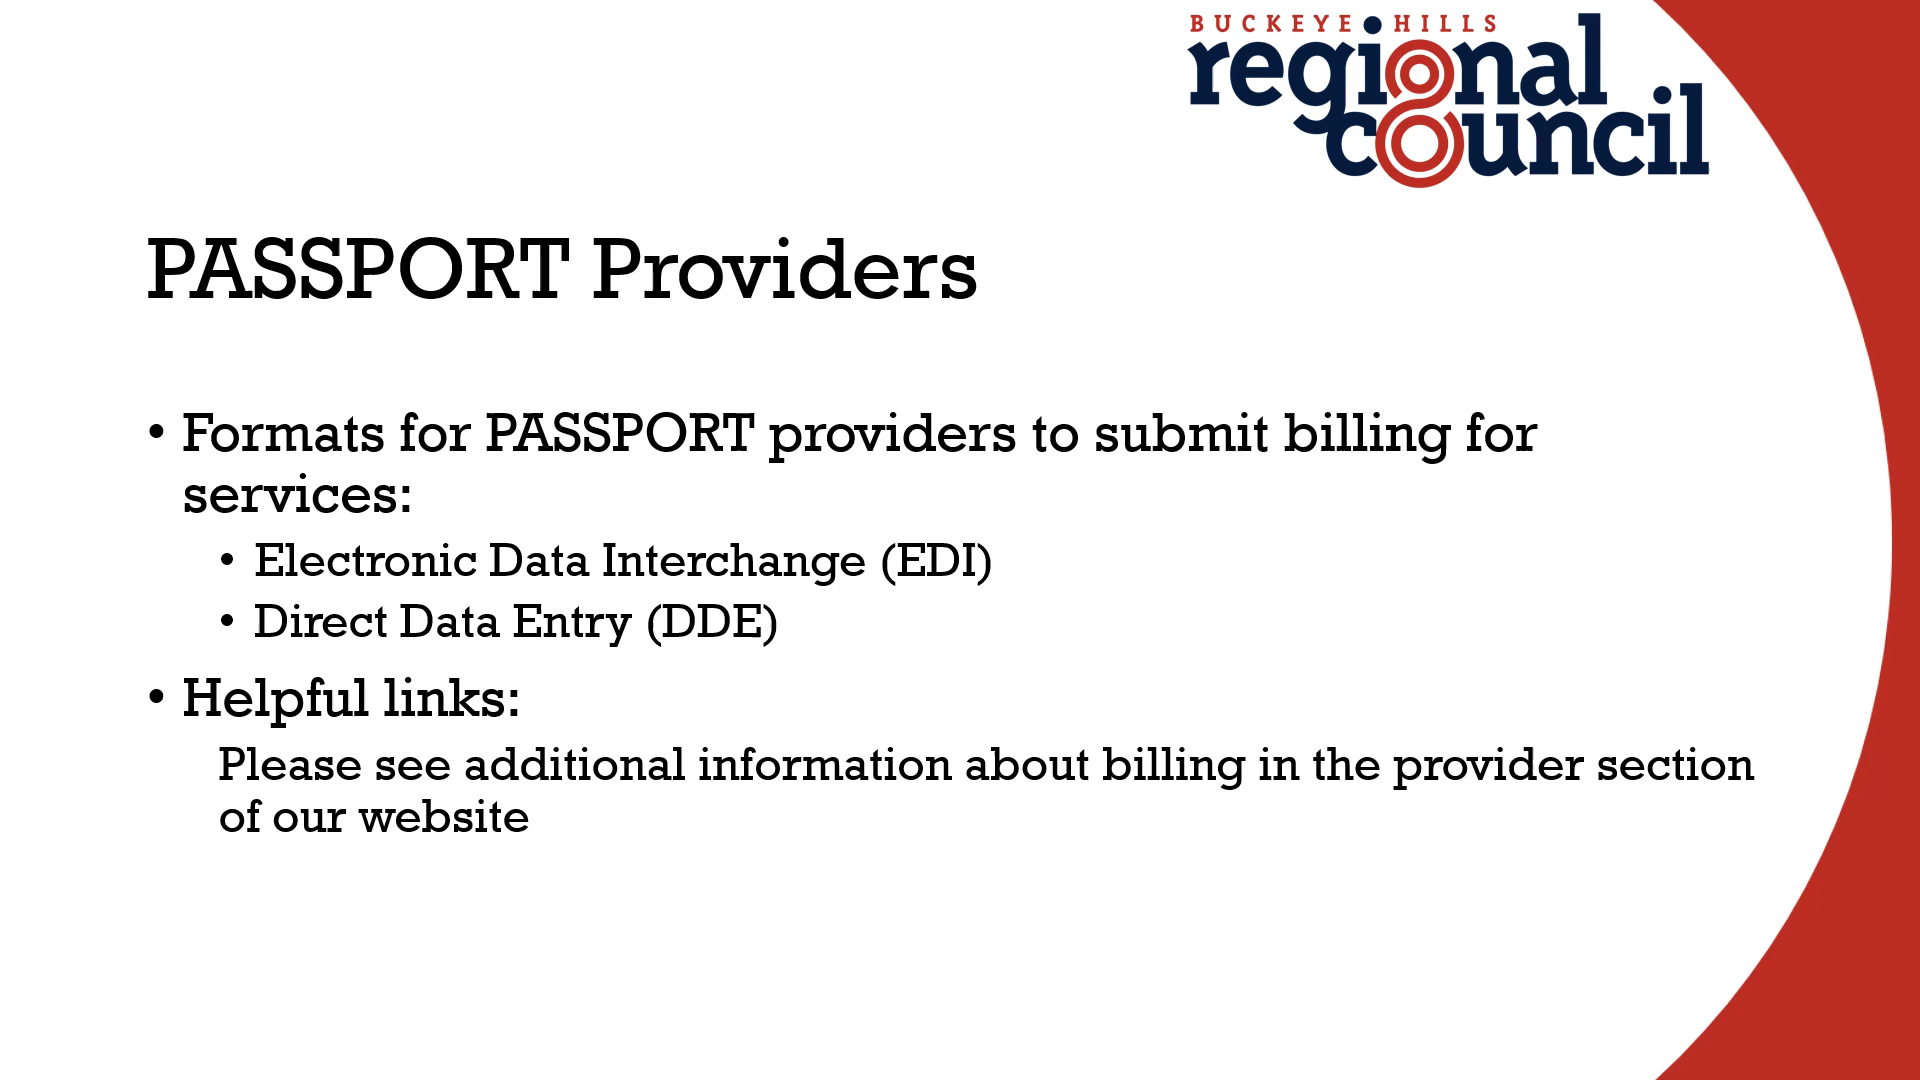 BUCKEYE HILLS
regional
council
PASSPORT Providers
• Formats for PASSPORT providers to submit billing for
services:
• Electronic Data Interchange (EDI)
• Direct Data Entry (DDE)
• Helpful links:
Please see additional information about billing in the provider section
of our website